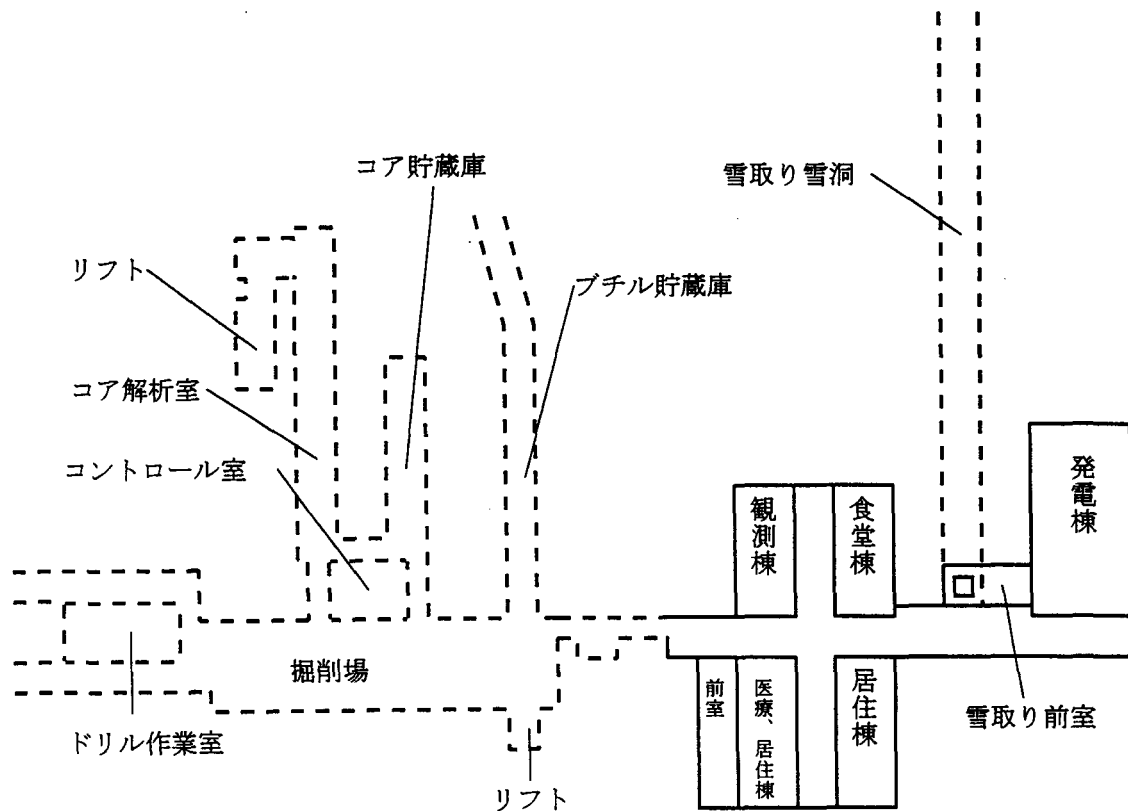 コア貯蔵庫
雪取り雪洞
リフト
ブチル貯蔵庫
コア解析室
コントロール室
発電棟
観測棟
食堂棟
掘削場
前室
医療、居住棟
居住棟
雪取り前室
ドリル作業室
リフト